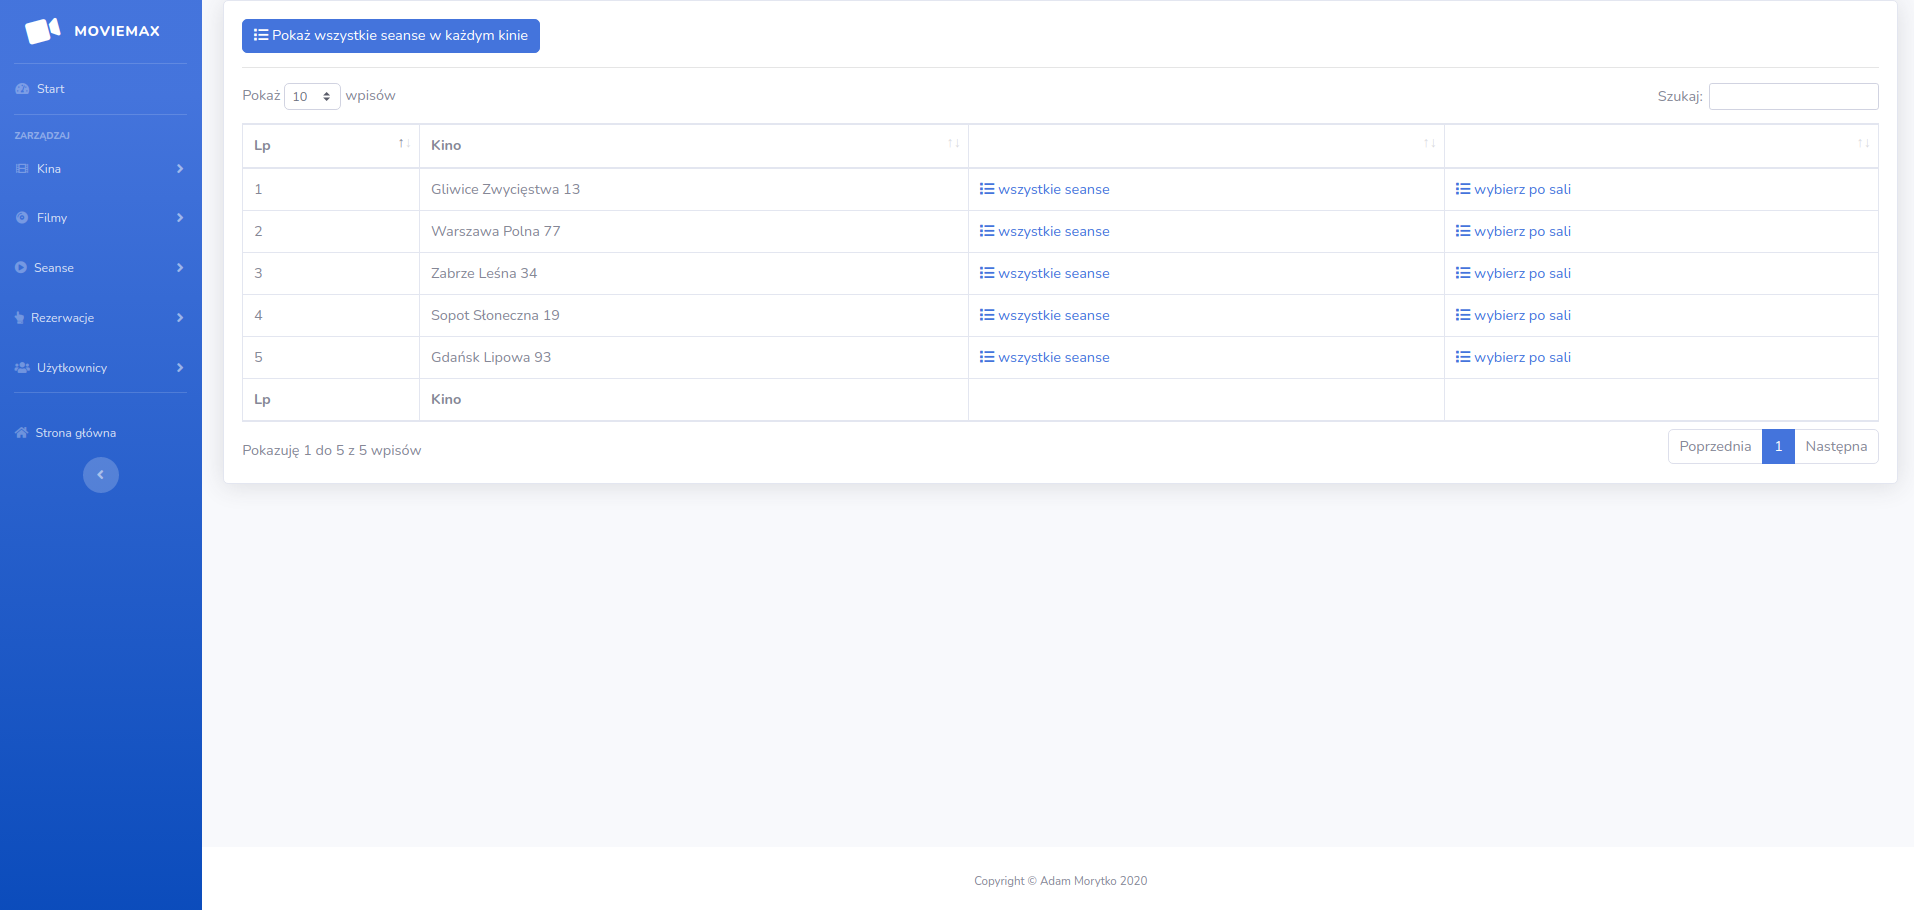 MOVIEMAX
Start
ZARZĄDZAJ
Kina
Filmy
Seanse
Rezerwacje
Użytkownicy
Strona główna
Pokaż wszystkie seanse w każdym kinie
Pokaż 10 wpisów
Szukaj:
Lp Kino
1 Gliwice Zwycięstwa 13 wszystkie seanse wybierz po sali
2 Warszawa Polna 77 wszystkie seanse wybierz po sali
3 Zabrze Leśna 34 wszystkie seanse wybierz po sali
4 Sopot Słoneczna 19 wszystkie seanse wybierz po sali
5 Gdańsk Lipowa 93 wszystkie seanse wybierz po sali
Lp Kino
Pokazuję 1 do 5 z 5 wpisów
Poprzednia 1 Następna
Copyright © Adam Morytko 2020